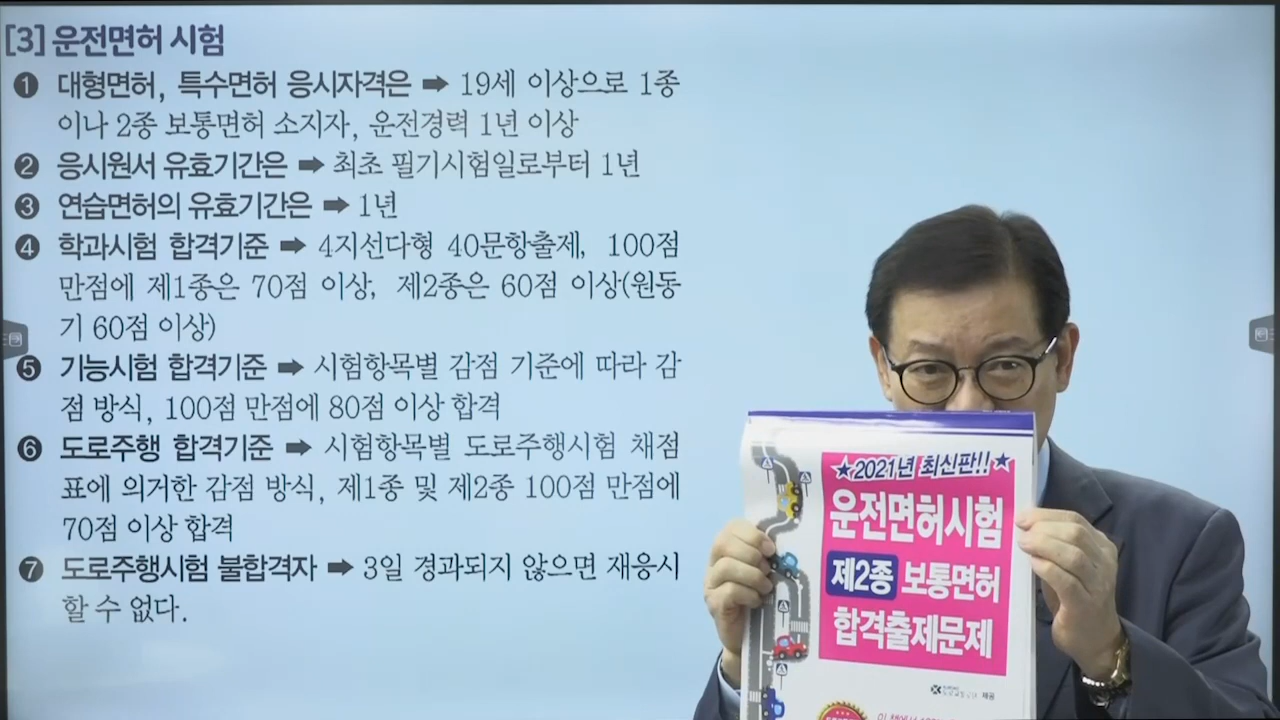 [3] 운전면허 시험
❶ 대형면허, 특수면허 응시자격은 ➡ 19세 이상으로 1종
이나 2종 보통면허 소지자, 운전경력 1년 이상
❷ 응시원서 유효기간은 ➡ 최초 필기시험일로부터 1년
❸ 연습면허의 유효기간은 ➡ 1년
❹ 학과시험 합격기준 ➡ 4지선다형 40문항출제, 100점
만점에 제1종은 70점 이상, 제2종은 60점 이상(원동
기 60점 이상)
❺ 기능시험 합격기준 ➡ 시험항목별 감점 기준에 따라 감
점 방식, 100점 만점에 80점 이상 합격
❻ 도로주행 합격기준 ➡ 시험항목별 도로주행시험 채점
표에 의거한 감점 방식, 제1종 및 제2종 100점 만점에
70점 이상 합격
❼ 도로주행시험 불합격자 ➡ 3일 경과되지 않으면 재응시
할 수 없다.
★2021년 최신판!!★
운전면허시험
제2종 보통면허
합격출제문제
제공